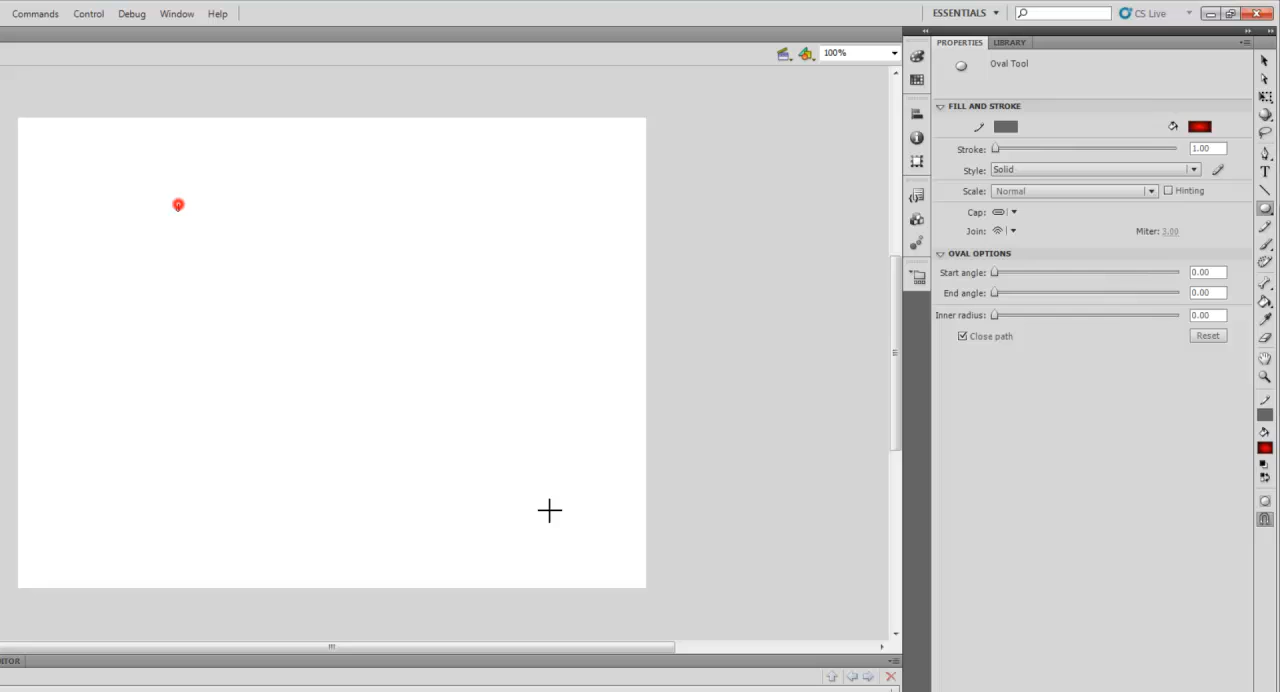 Commands Control Debug Window Help ESSENTIALS CS Live
PROPERTIES LIBRARY
100%
Oval Tool
FILL AND STROKE
Stroke: 1.00
Style: Solid
Scale: Normal Hinting
Cap:
Join: Miter: 3.00
OVAL OPTIONS
Start angle: 0.00
End angle: 0.00
Inner radius: 0.00
Close path Reset
ITOR